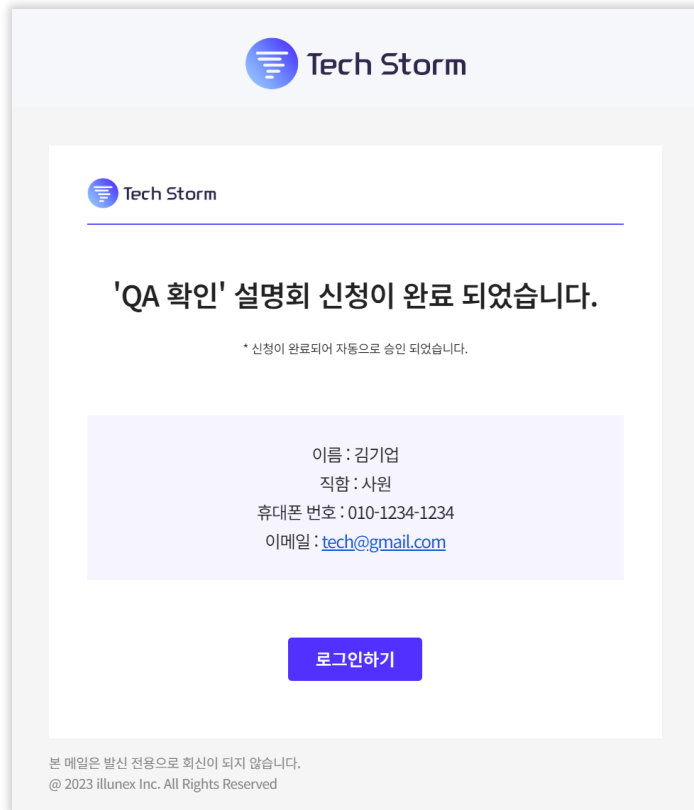 Tech Storm
Tech Storm
'QA 확인' 설명회 신청이 완료 되었습니다.
* 신청이 완료되어 자동으로 승인 되었습니다.
이름 : 김기업
직함 : 사원
휴대폰 번호 : 010-1234-1234
이메일 : tech@gmail.com
로그인하기
본 메일은 발신 전용으로 회신이 되지 않습니다.
@ 2023 illunex Inc. All Rights Reserved